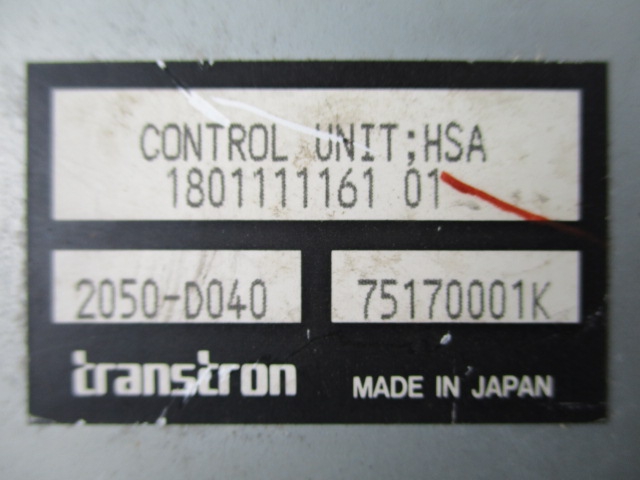 CONTROL UNIT;HSA
1801111161 01
2050-D040
75170001K
transtron
MADE IN JAPAN